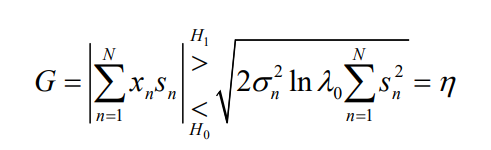 G = |∑_{n=1}^{N} x_n s_n| >^{H_1} <_{H_0} √(2σ_n^2 ln λ_0 ∑_{n=1}^{N} s_n^2) = η